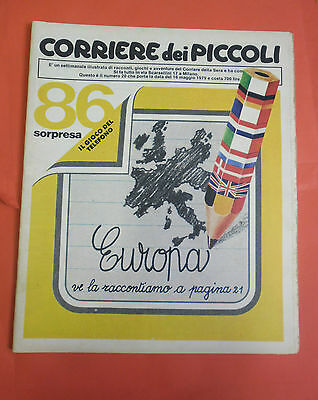 CORRIERE dei PICCOLI
E' un settimanale illustrato di racconti, giochi e avventure del Corriere della Sera e ha com
Si fa tutto in via Scarsellini 17 a Milano.
Questo è il numero 20 che porta la data del 16 maggio 1979 e costa 700 lire
86
sorpresa
IL GIOCO DEL
TELEFONO
Europa
ve la raccontiamo a pagina 21